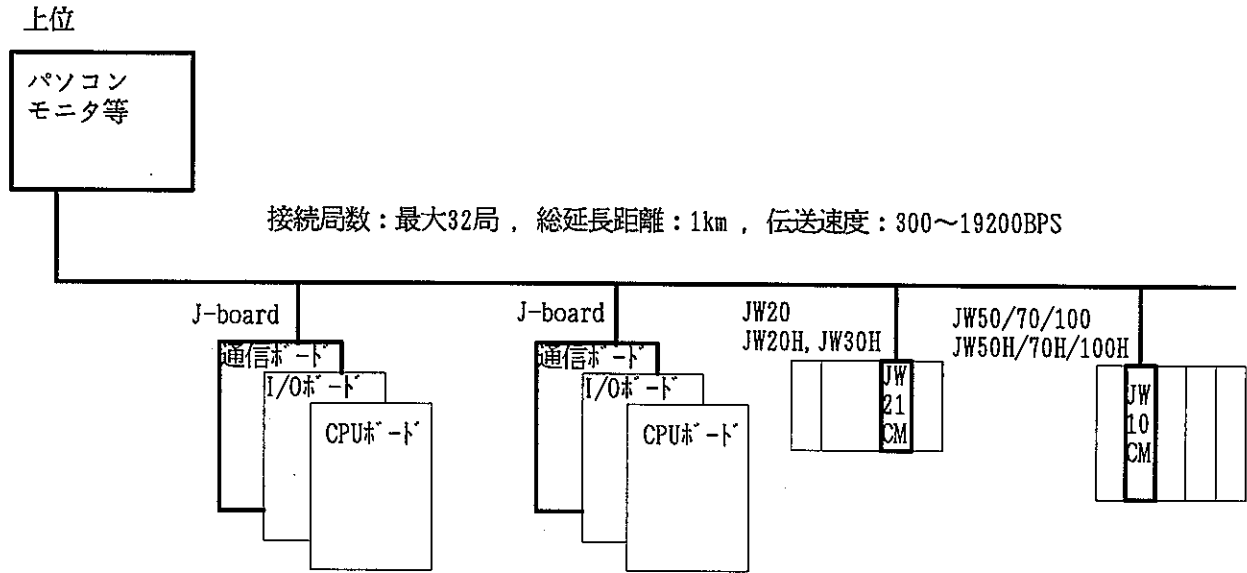 上位
パソコン
モニタ等
接続局数：最大32局 ， 総延長距離：1km ， 伝送速度：300～19200BPS
J-board
通信ﾎﾞｰﾄﾞ
I/Oﾎﾞｰﾄﾞ
CPUﾎﾞｰﾄﾞ
J-board
通信ﾎﾞｰﾄﾞ
I/Oﾎﾞｰﾄﾞ
CPUﾎﾞｰﾄﾞ
JW20
JW20H, JW30H
JW
21
CM
JW50/70/100
JW50H/70H/100H
JW
10
CM